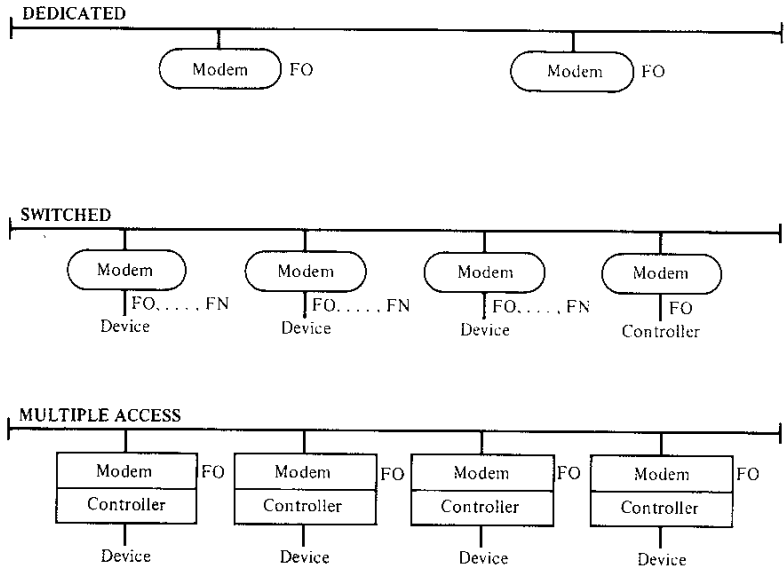 DEDICATED
Modem FO Modem FO
SWITCHED
Modem Modem Modem Modem
FO, . . . . , FN FO. . . . . , FN FO, . . . . , FN FO
Device Device Device Controller
MULTIPLE ACCESS
Modem FO Modem FO Modem FO Modem FO
Controller Controller Controller Controller
Device Device Device Device